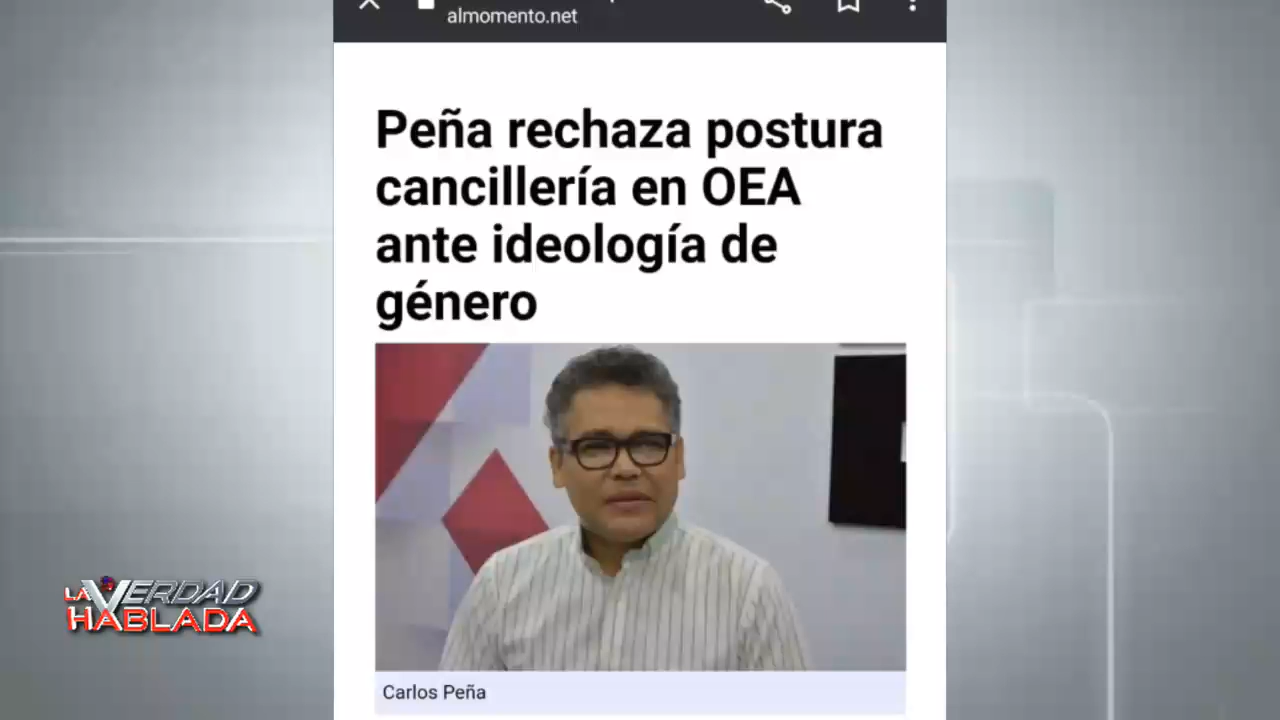 almomento.net
Peña rechaza postura
cancillería en OEA
ante ideología de
género
Carlos Peña
LA VERDAD
HABLADA